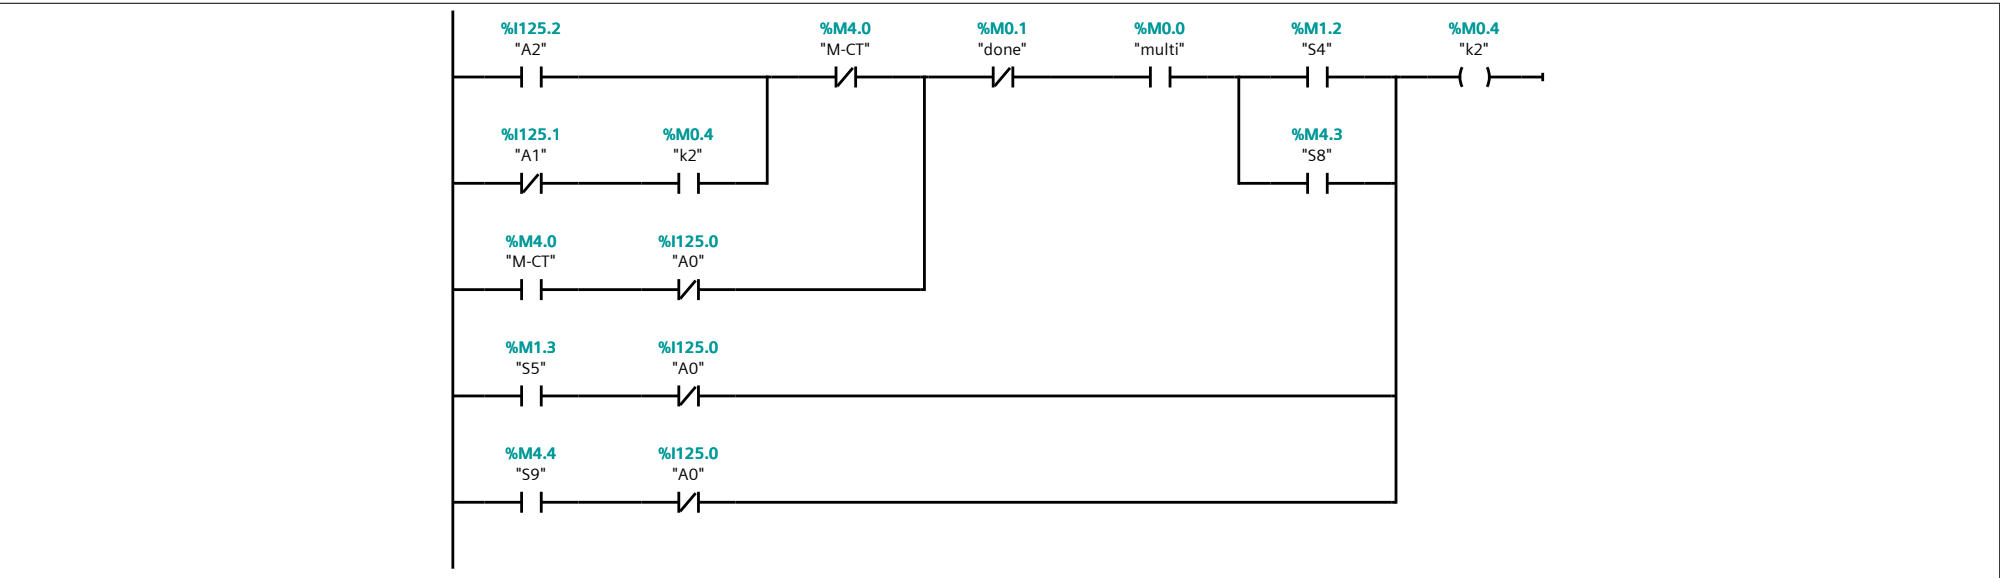 %I125.2 %M4.0 %M0.1 %M0.0 %M1.2 %M0.4
"A2" "M-CT" "done" "multi" "S4" "k2"
%I125.1 %M0.4 %M4.3
"A1" "k2" "S8"
%M4.0 %I125.0
"M-CT" "A0"
%M1.3 %I125.0
"S5" "A0"
%M4.4 %I125.0
"S9" "A0"